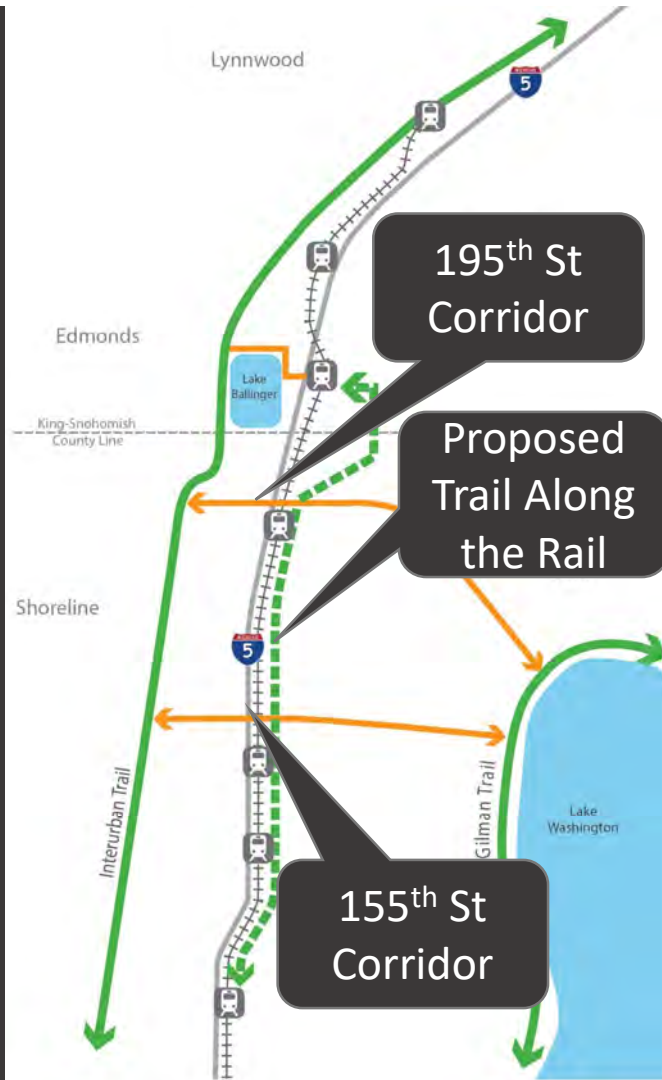 Lynnwood
5
195th St
Corridor
Edmonds
Lake
Ballinger
King-Snohomish
County Line
Proposed
Trail Along
the Rail
Shoreline
5
Interurban Trail
Gilman Trail
Lake
Washington
155th St
Corridor